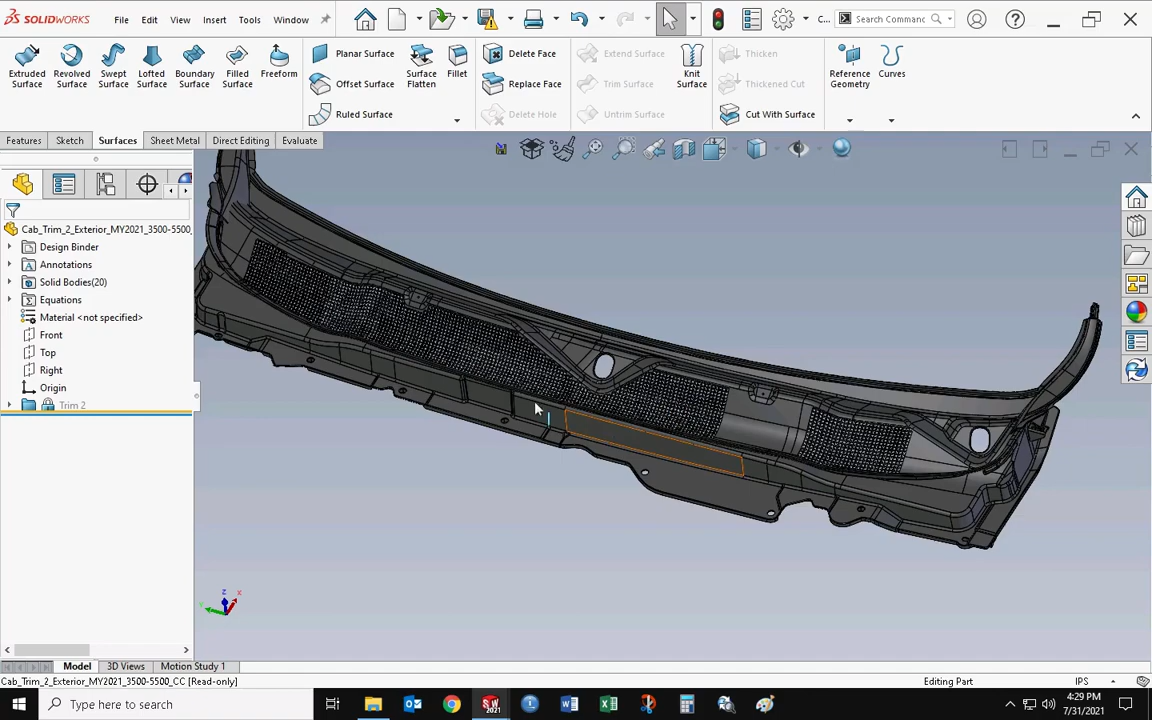 SOLIDWORKS
File
Edit
View
Insert
Tools
Window
C...
Search Commanc
Extruded Surface
Revolved Surface
Swept Surface
Lofted Surface
Boundary Surface
Filled Surface
Freeform
Planar Surface
Offset Surface
Ruled Surface
Surface Flatten
Fillet
Delete Face
Replace Face
Delete Hole
Extend Surface
Trim Surface
Untrim Surface
Knit Surface
Thicken
Thickened Cut
Cut With Surface
Reference Geometry
Curves
Features
Sketch
Surfaces
Sheet Metal
Direct Editing
Evaluate
Cab_Trim_2_Exterior_MY2021_3500-5500_
Design Binder
Annotations
Solid Bodies(20)
Equations
Material <not specified>
Front
Top
Right
Origin
Trim 2
z
x
Y
Model
3D Views
Motion Study 1
Cab_Trim_2_Exterior_MY2021_3500-5500_CC [Read-only]
Editing Part
IPS
Type here to search
4:29 PM
7/31/2021